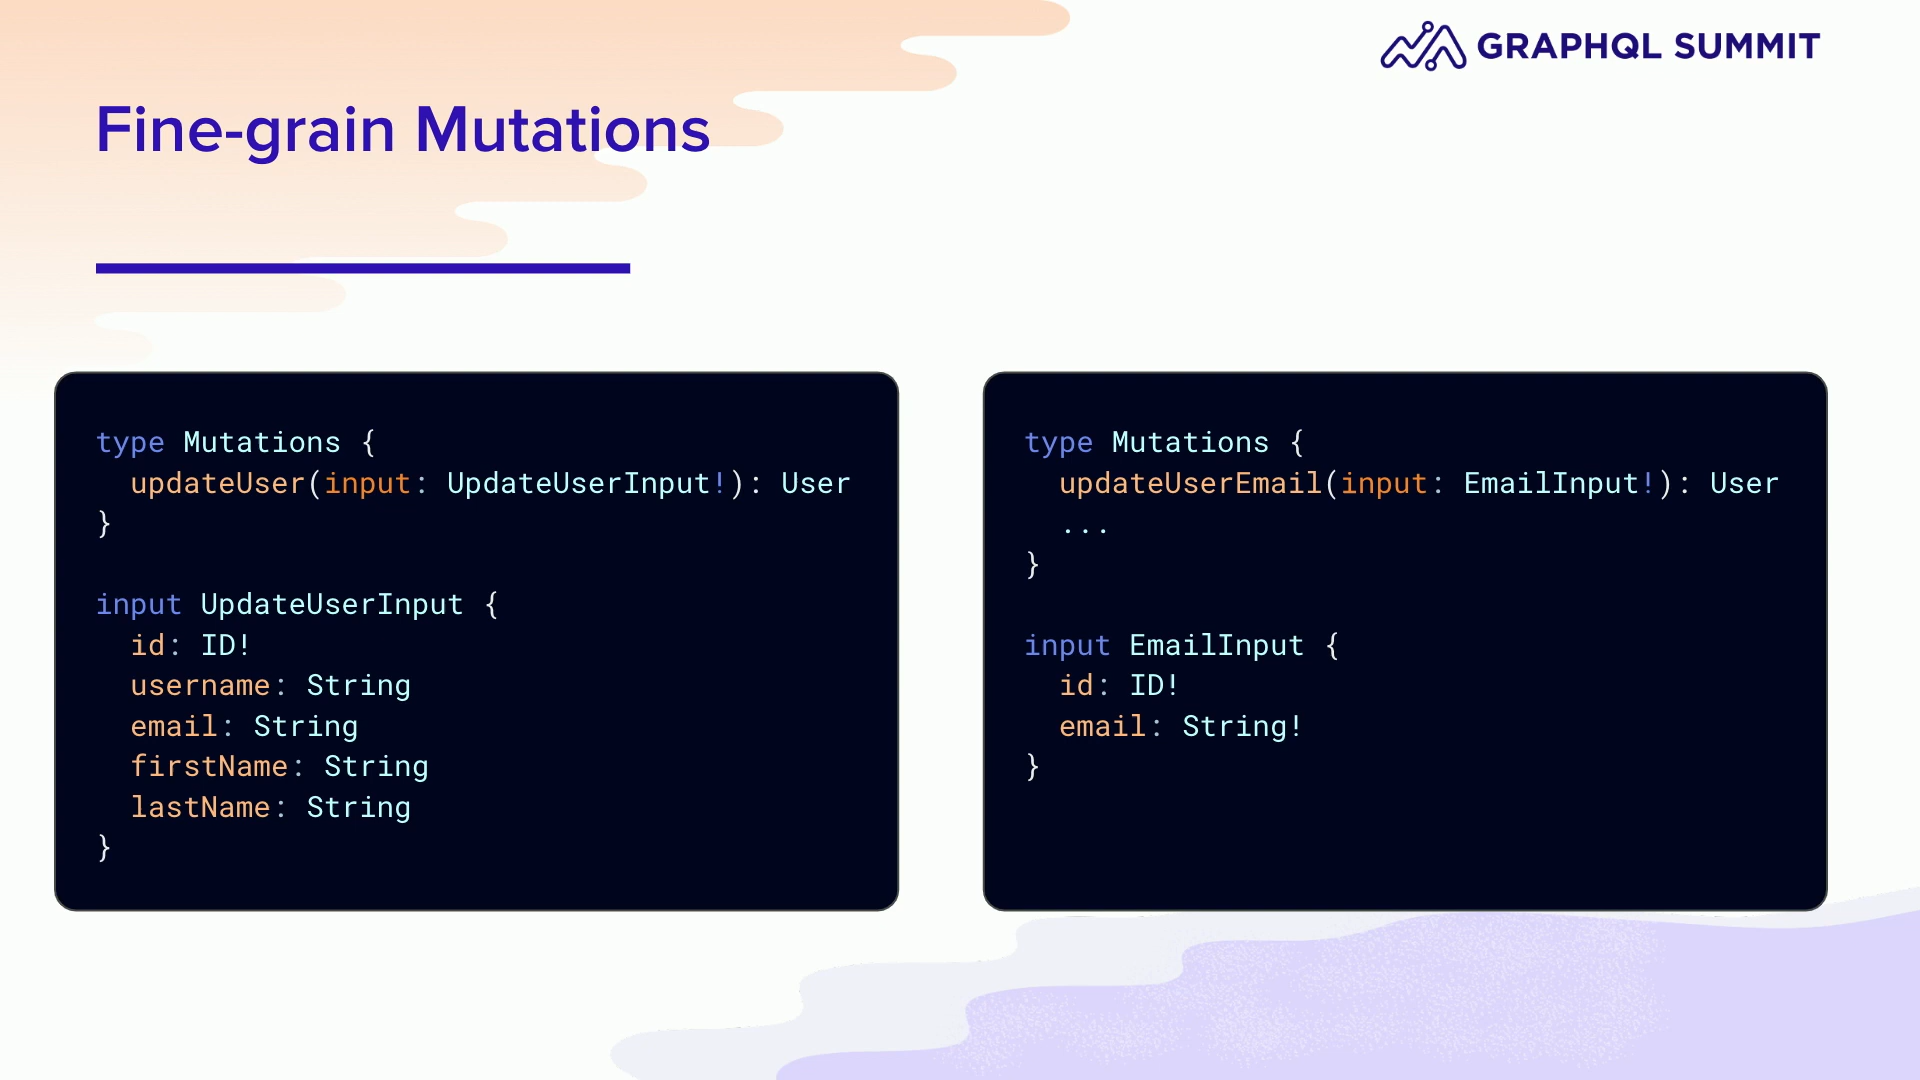 GRAPHQL SUMMIT
Fine-grain Mutations
type Mutations {
  updateUser(input: UpdateUserInput!): User
}
input UpdateUserInput {
  id: ID!
  username: String
  email: String
  firstName: String
  lastName: String
}
type Mutations {
  updateUserEmail(input: EmailInput!): User
  ...
}
input EmailInput {
  id: ID!
  email: String!
}